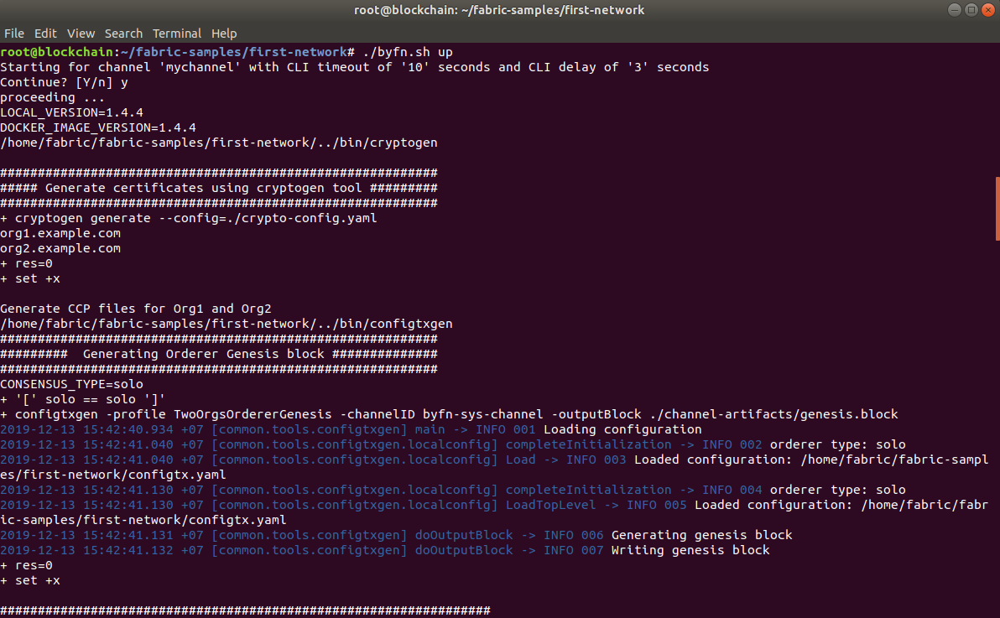 root@blockchain: ~/fabric-samples/first-network
File Edit View Search Terminal Help
root@blockchain:~/fabric-samples/first-network# ./byfn.sh up
Starting for channel 'mychannel' with CLI timeout of '10' seconds and CLI delay of '3' seconds
Continue? [Y/n] y
proceeding ...
LOCAL_VERSION=1.4.4
DOCKER_IMAGE_VERSION=1.4.4
/home/fabric/fabric-samples/first-network/../bin/cryptogen
##########################################################
##### Generate certificates using cryptogen tool #########
##########################################################
+ cryptogen generate --config=./crypto-config.yaml
org1.example.com
org2.example.com
+ res=0
+ set +x
Generate CCP files for Org1 and Org2
/home/fabric/fabric-samples/first-network/../bin/configtxgen
##########################################################
#########  Generating Orderer Genesis block ##############
##########################################################
CONSENSUS_TYPE=solo
+ '[' solo == solo ']'
+ configtxgen -profile TwoOrgsOrdererGenesis -channelID byfn-sys-channel -outputBlock ./channel-artifacts/genesis.block
2019-12-13 15:42:40.934 +07 [common.tools.configtxgen] main -> INFO 001 Loading configuration
2019-12-13 15:42:41.040 +07 [common.tools.configtxgen.localconfig] completeInitialization -> INFO 002 orderer type: solo
2019-12-13 15:42:41.040 +07 [common.tools.configtxgen.localconfig] Load -> INFO 003 Loaded configuration: /home/fabric/fabric-sampl
es/first-network/configtx.yaml
2019-12-13 15:42:41.130 +07 [common.tools.configtxgen.localconfig] completeInitialization -> INFO 004 orderer type: solo
2019-12-13 15:42:41.130 +07 [common.tools.configtxgen.localconfig] LoadTopLevel -> INFO 005 Loaded configuration: /home/fabric/fabr
ic-samples/first-network/configtx.yaml
2019-12-13 15:42:41.131 +07 [common.tools.configtxgen] doOutputBlock -> INFO 006 Generating genesis block
2019-12-13 15:42:41.132 +07 [common.tools.configtxgen] doOutputBlock -> INFO 007 Writing genesis block
+ res=0
+ set +x
#################################################################